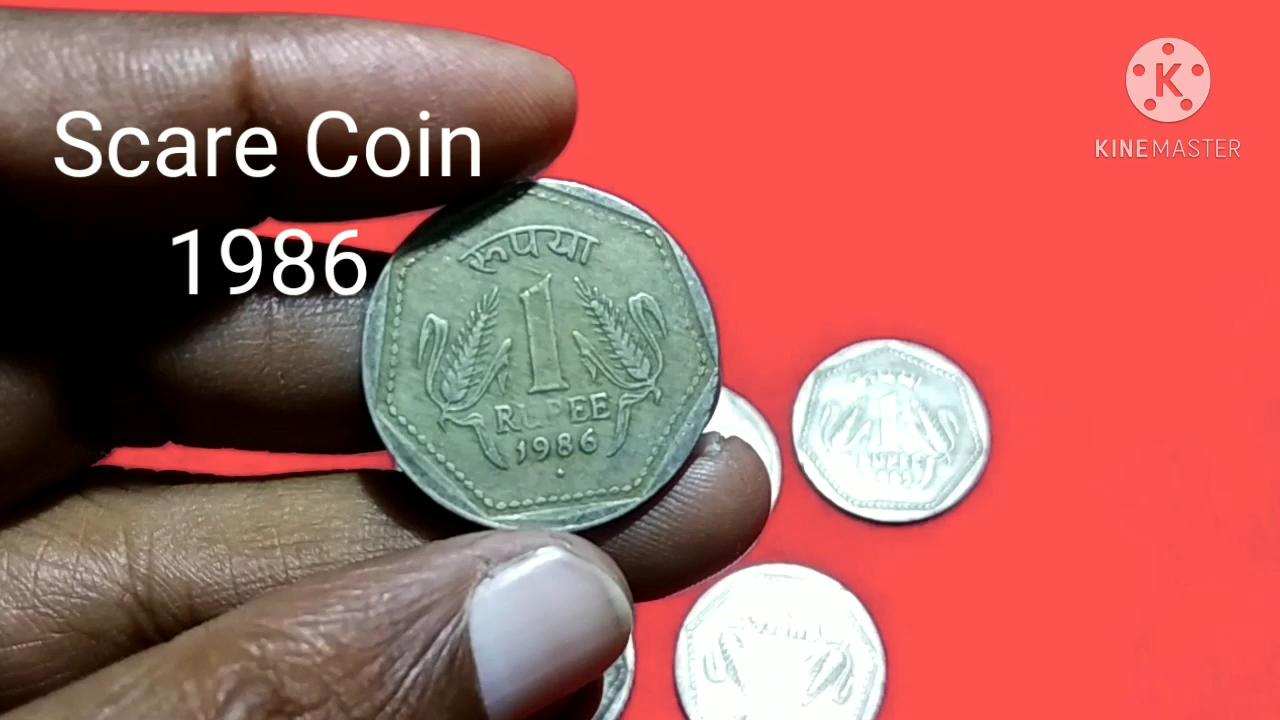 Scare Coin
1986
K
KINEMASTER
रूपया
1
RUPEE
1986